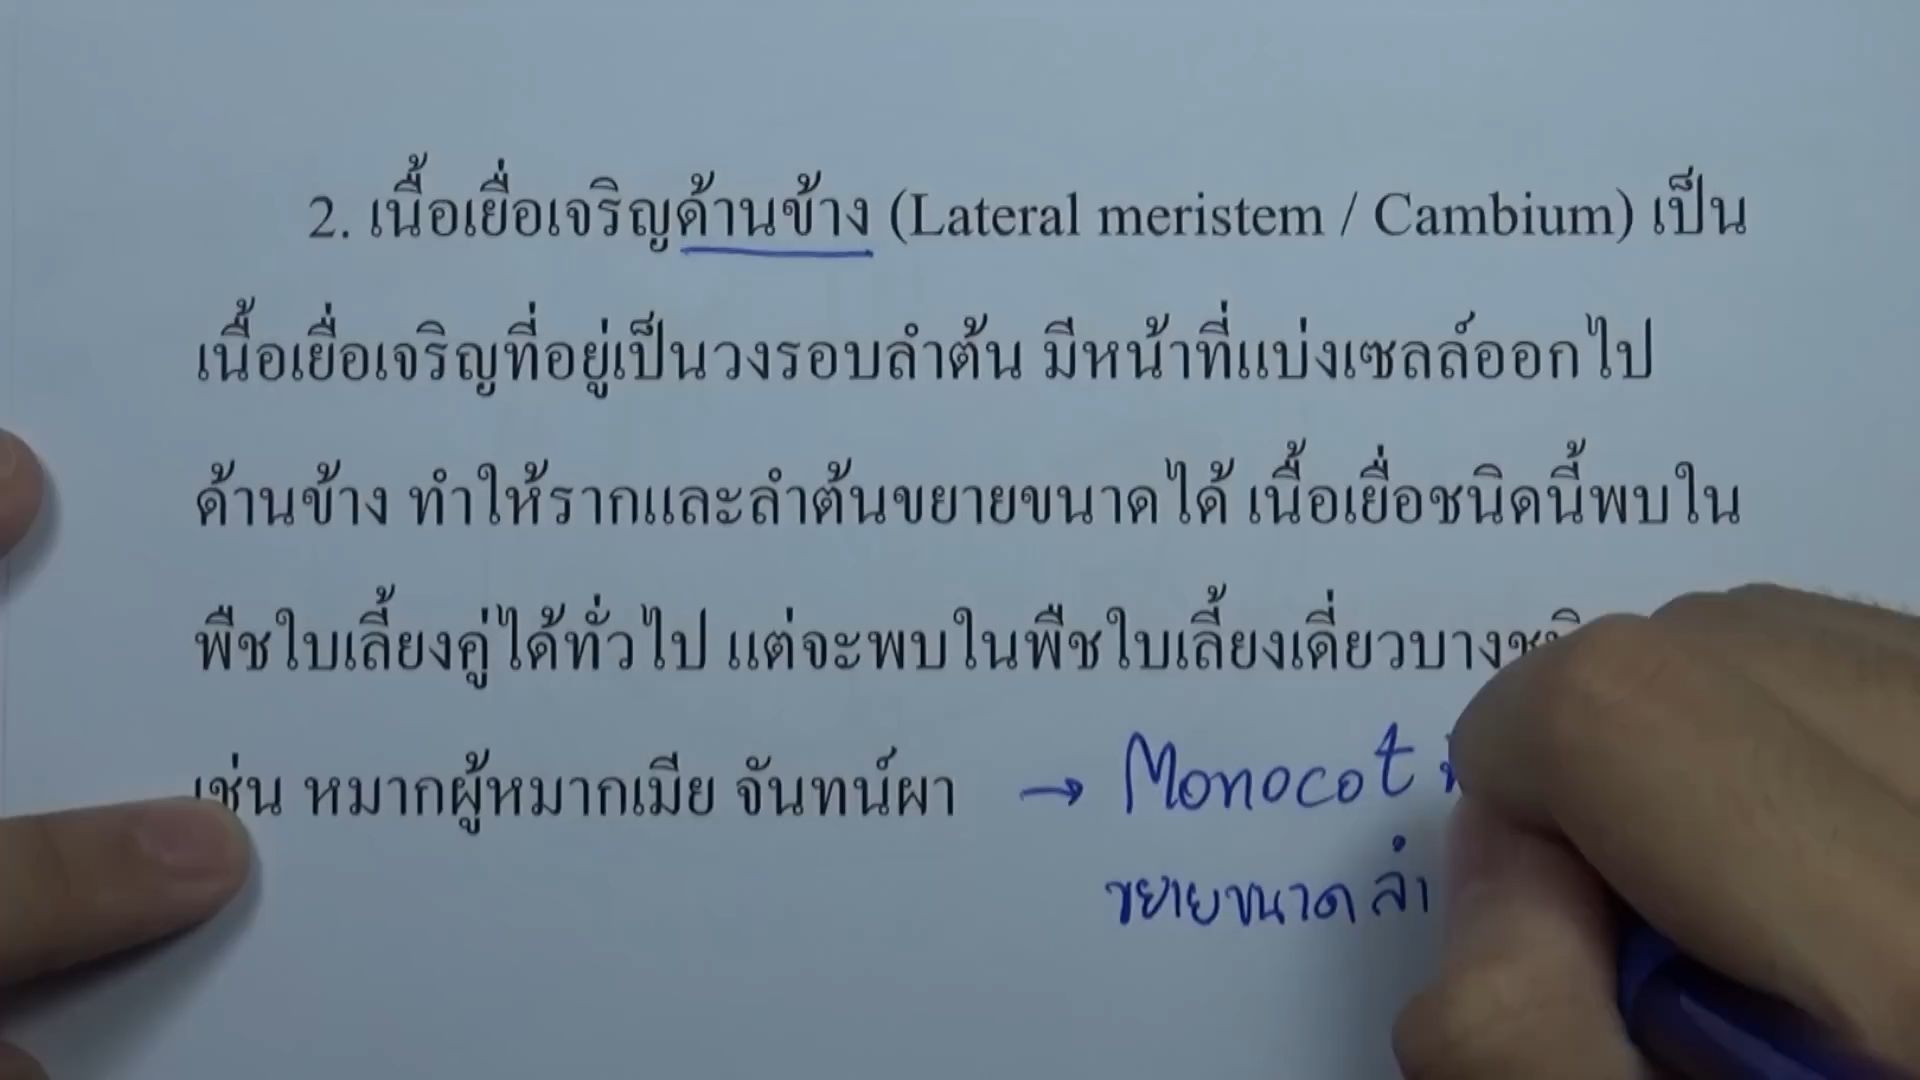 2. เนื้อเยื่อเจริญด้านข้าง (Lateral meristem / Cambium) เป็น
เนื้อเยื่อเจริญที่อยู่เป็นวงรอบลำต้น มีหน้าที่แบ่งเซลล์ออกไป
ด้านข้าง ทำให้รากและลำต้นขยายขนาดได้ เนื้อเยื่อชนิดนี้พบใน
พืชใบเลี้ยงคู่ได้ทั่วไป แต่จะพบในพืชใบเลี้ยงเดี่ยวบาง
เช่น หมากผู้หมากเมีย จันทน์ผา → Monocot
ขยายขนาด ลำ